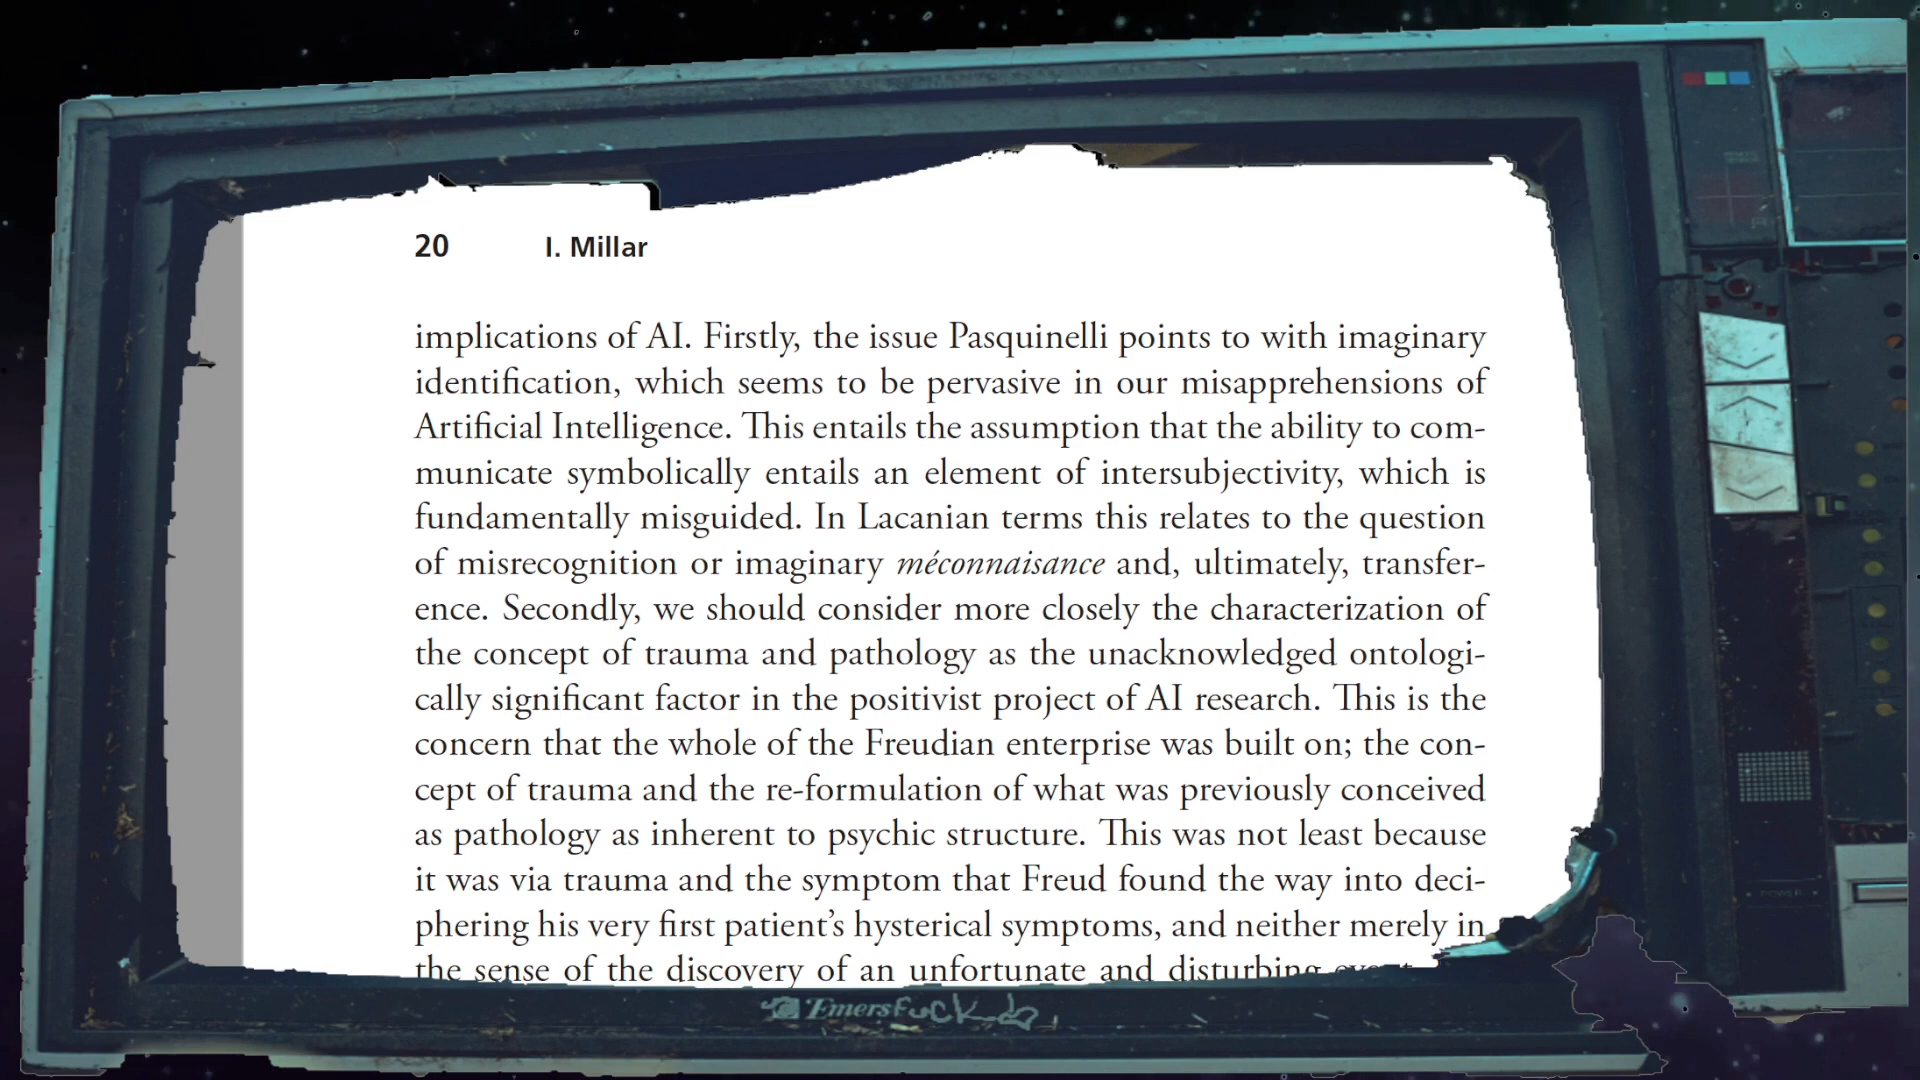 20 I. Millar
implications of AI. Firstly, the issue Pasquinelli points to with imaginary
identification, which seems to be pervasive in our misapprehensions of
Artificial Intelligence. This entails the assumption that the ability to com-
municate symbolically entails an element of intersubjectivity, which is
fundamentally misguided. In Lacanian terms this relates to the question
of misrecognition or imaginary méconnaisance and, ultimately, transfer-
ence. Secondly, we should consider more closely the characterization of
the concept of trauma and pathology as the unacknowledged ontologi-
cally significant factor in the positivist project of AI research. This is the
concern that the whole of the Freudian enterprise was built on; the con-
cept of trauma and the re-formulation of what was previously conceived
as pathology as inherent to psychic structure. This was not least because
it was via trauma and the symptom that Freud found the way into deci-
phering his very first patient’s hysterical symptoms, and neither merely in
the sense of the discovery of an unfortunate and disturbing event
Emersfuck